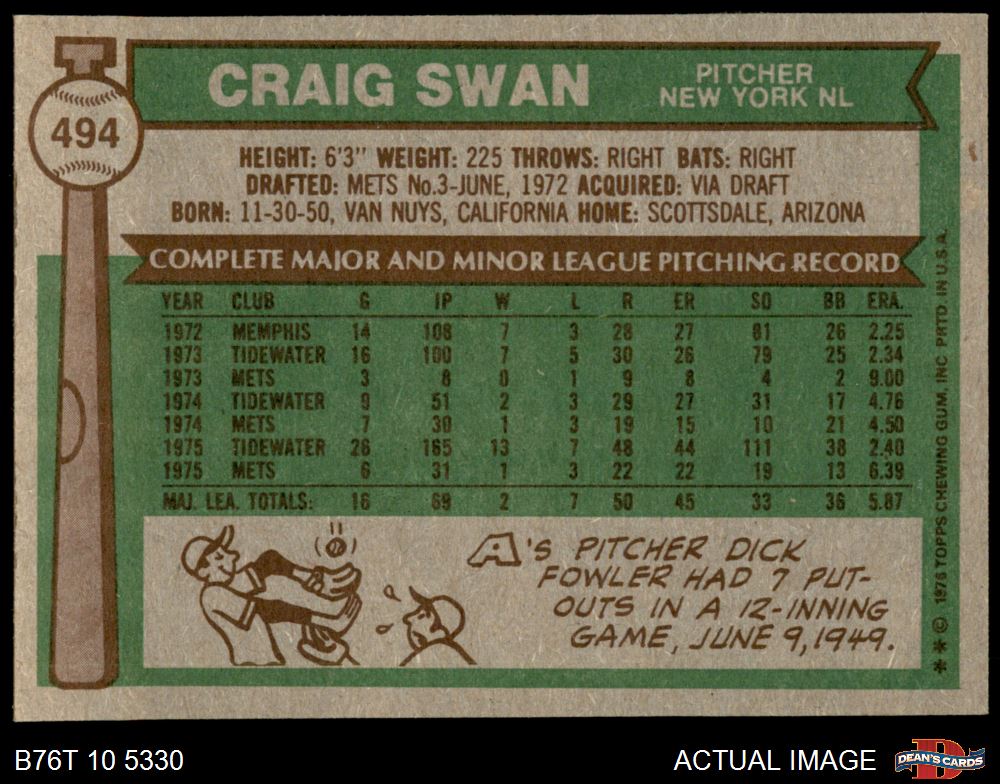 494
CRAIG SWAN
PITCHER
NEW YORK NL
HEIGHT: 6'3" WEIGHT: 225 THROWS: RIGHT BATS: RIGHT
DRAFTED: METS No.3-JUNE, 1972 ACQUIRED: VIA DRAFT
BORN: 11-30-50, VAN NUYS, CALIFORNIA HOME: SCOTTSDALE, ARIZONA
COMPLETE MAJOR AND MINOR LEAGUE PITCHING RECORD
YEAR CLUB G IP W L R ER SO BB ERA.
1972 MEMPHIS 14 108 7 3 28 27 81 26 2.25
1973 TIDEWATER 16 100 7 5 30 26 79 25 2.34
1973 METS 3 8 0 1 9 8 4 2 9.00
1974 TIDEWATER 9 51 2 3 29 27 31 17 4.76
1974 METS 7 30 1 3 19 15 10 21 4.50
1975 TIDEWATER 26 165 13 7 48 44 111 38 2.40
1975 METS 6 31 1 3 22 22 19 13 6.39
MAJ. LEA. TOTALS: 16 69 2 7 50 45 33 36 5.87
A'S PITCHER DICK
FOWLER HAD 7 PUT-
OUTS IN A 12-INNING
GAME, JUNE 9, 1949.
** © 1976 TOPPS CHEWING GUM, INC. PRTD. IN U.S.A.
B76T 10 5330
ACTUAL IMAGE
D
DEAN'S CARDS